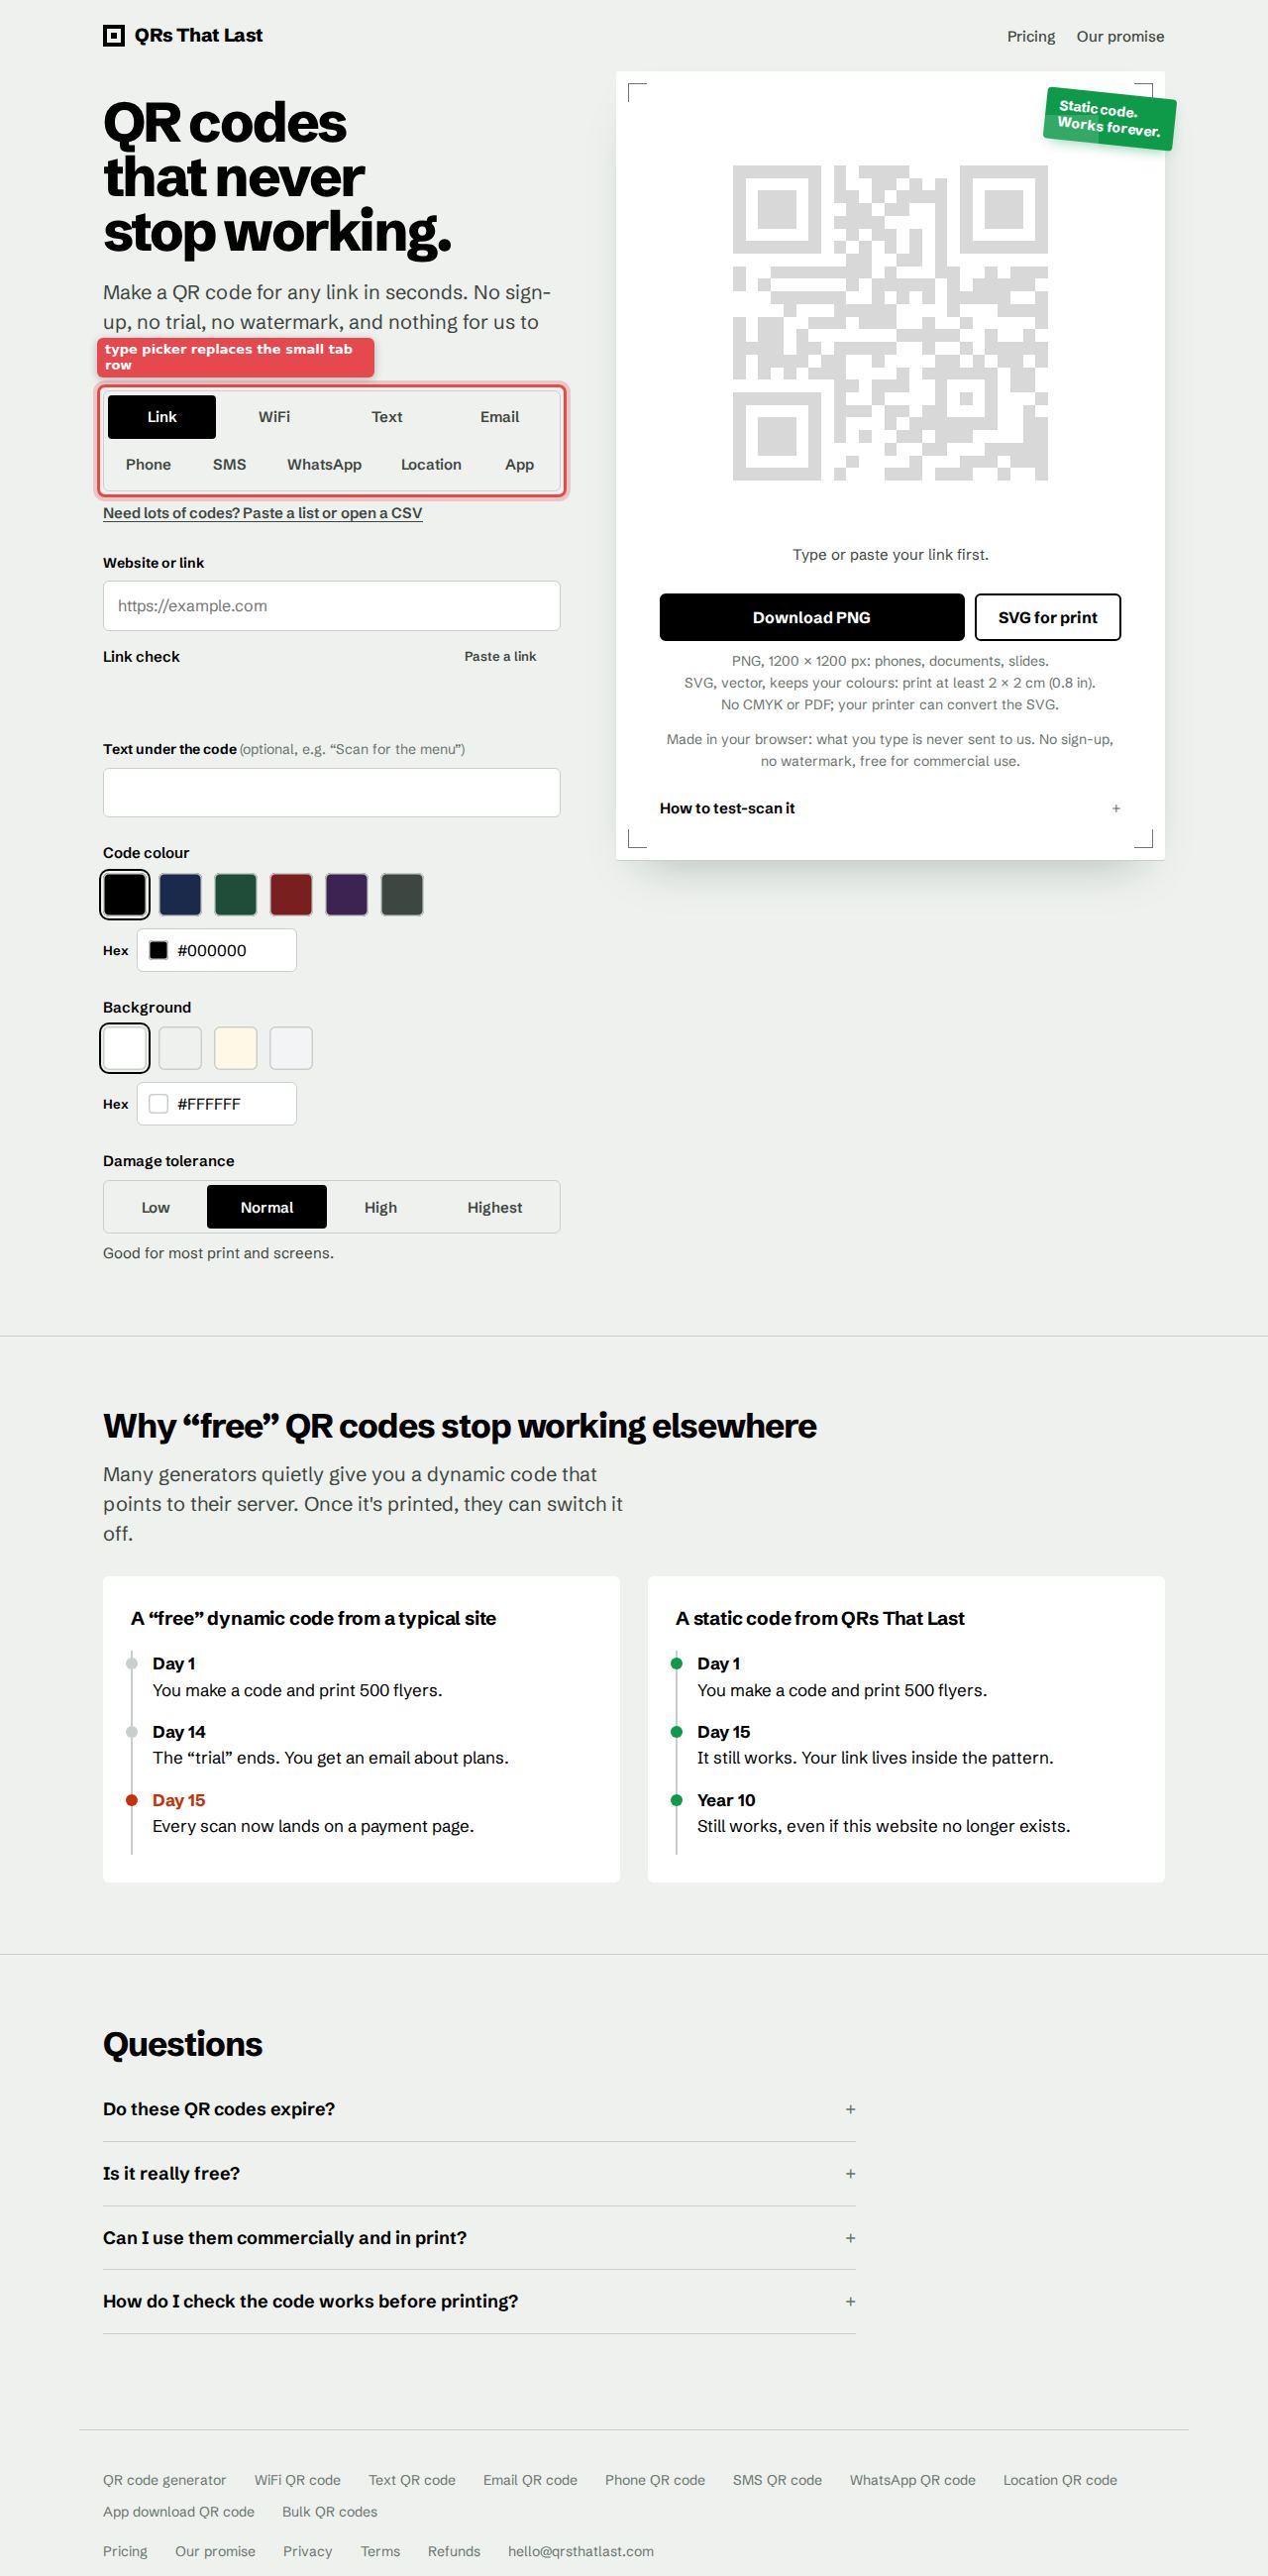 QRs That Last
Pricing
Our promise
QR codes
that never
stop working.
Make a QR code for any link in seconds. No sign-
up, no trial, no watermark, and nothing for us to
type picker replaces the small tab
row
Link
WiFi
Text
Email
Phone
SMS
WhatsApp
Location
App
Need lots of codes? Paste a list or open a CSV
Website or link
https://example.com
Link check
Paste a link
Text under the code (optional, e.g. “Scan for the menu”)
Code colour
Hex
#000000
Background
Hex
#FFFFFF
Damage tolerance
Low
Normal
High
Highest
Good for most print and screens.
Static code.
Works forever.
Type or paste your link first.
Download PNG
SVG for print
PNG, 1200 × 1200 px: phones, documents, slides.
SVG, vector, keeps your colours: print at least 2 × 2 cm (0.8 in).
No CMYK or PDF; your printer can convert the SVG.
Made in your browser: what you type is never sent to us. No sign-up,
no watermark, free for commercial use.
How to test-scan it
+
Why “free” QR codes stop working elsewhere
Many generators quietly give you a dynamic code that
points to their server. Once it's printed, they can switch it
off.
A “free” dynamic code from a typical site
Day 1
You make a code and print 500 flyers.
Day 14
The “trial” ends. You get an email about plans.
Day 15
Every scan now lands on a payment page.
A static code from QRs That Last
Day 1
You make a code and print 500 flyers.
Day 15
It still works. Your link lives inside the pattern.
Year 10
Still works, even if this website no longer exists.
Questions
Do these QR codes expire?
+
Is it really free?
+
Can I use them commercially and in print?
+
How do I check the code works before printing?
+
QR code generator
WiFi QR code
Text QR code
Email QR code
Phone QR code
SMS QR code
WhatsApp QR code
Location QR code
App download QR code
Bulk QR codes
Pricing
Our promise
Privacy
Terms
Refunds
hello@qrsthatlast.com